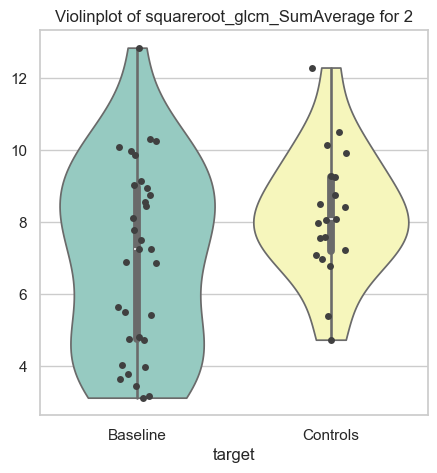 Violinplot of squareroot_glcm_SumAverage for 2
12
10
8
6
4
Baseline
Controls
target